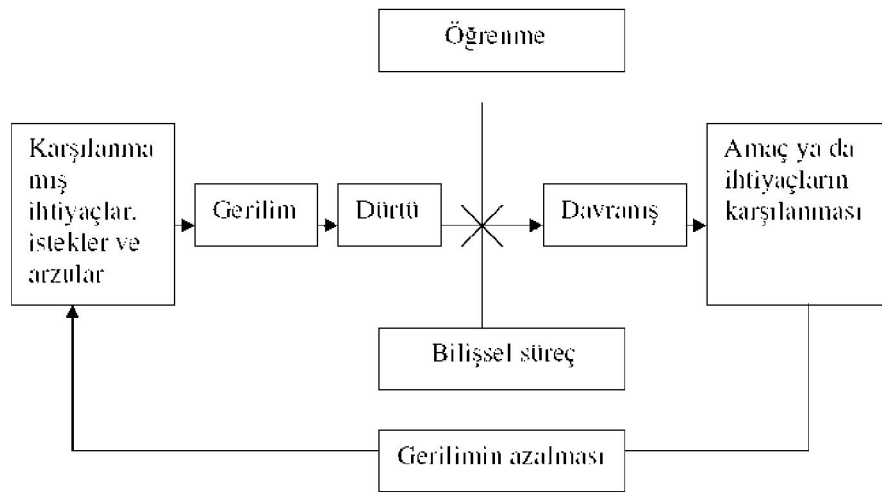 Öğrenme
Karşılanma
mış
ihtiyaçlar.
istekler ve
arzular
Gerilim
Dürtü
Davranış
Amaç ya da
ihtiyaçların
karşılanması
Bilişsel süreç
Gerilimin azalması